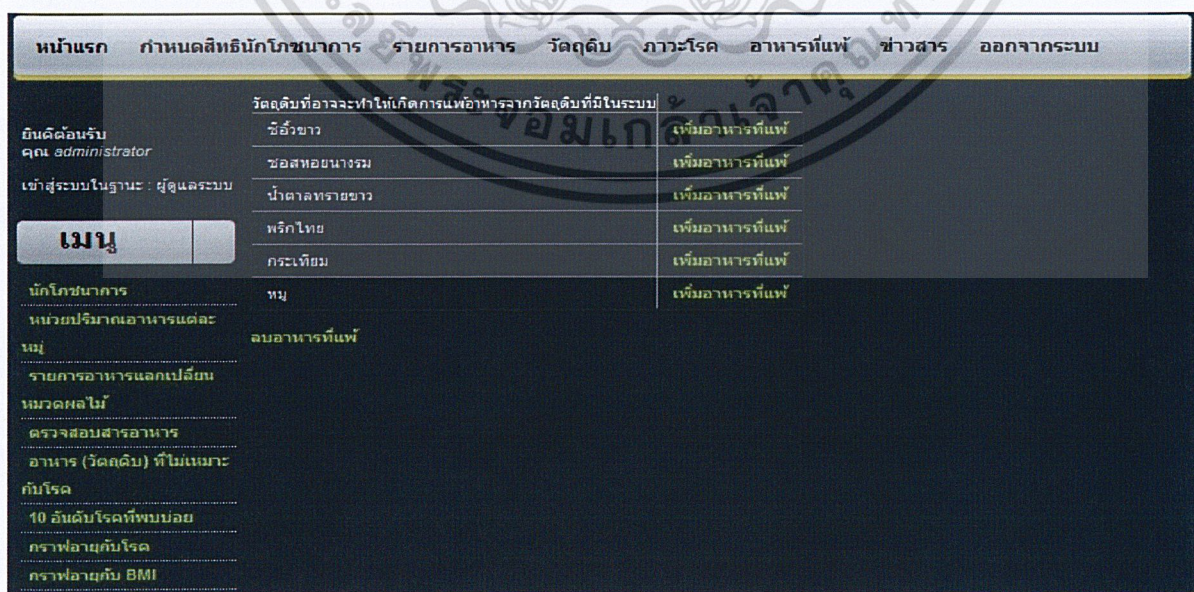 หน้าแรก กำหนดสิทธินักโภชนาการ รายการอาหาร วัตถุดิบ ภาวะโรค อาหารที่แพ้ ข่าวสาร ออกจากระบบ
ยินดีต้อนรับ
คุณ administrator
เข้าสู่ระบบในฐานะ : ผู้ดูแลระบบ
เมนู
นักโภชนาการ
หน่วยปริมาณอาหารแต่ละ
หมู่
รายการอาหารแลกเปลี่ยน
หมวดผลไม้
ตรวจสอบสารอาหาร
อาหาร (วัตถุดิบ) ที่ไม่เหมาะ
กับโรค
10 อันดับโรคที่พบบ่อย
กราฟอายุกับโรค
กราฟอายุกับ BMI
วัตถุดิบที่อาจจะทำให้เกิดการแพ้อาหารจากวัตถุดิบที่มีในระบบ
ซีอิ๊วขาว เพิ่มอาหารที่แพ้
ซอสหอยนางรม เพิ่มอาหารที่แพ้
น้ำตาลทรายขาว เพิ่มอาหารที่แพ้
พริกไทย เพิ่มอาหารที่แพ้
กระเทียม เพิ่มอาหารที่แพ้
หมู เพิ่มอาหารที่แพ้
ลบอาหารที่แพ้